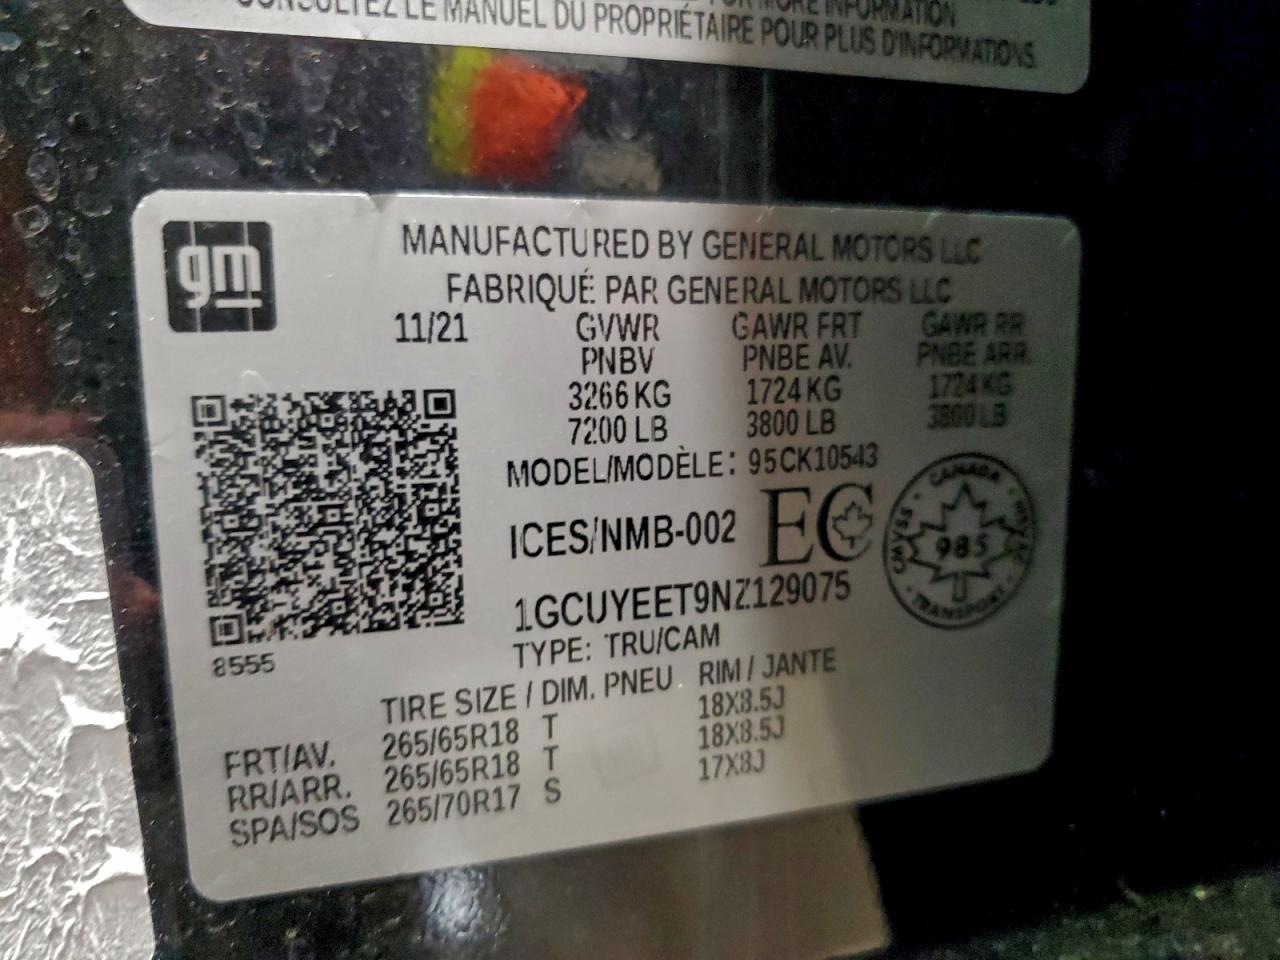 FOR MORE INFORMATION
CONSULTEZ LE MANUEL DU PROPRIÉTAIRE POUR PLUS D'INFORMATIONS.
gm
MANUFACTURED BY GENERAL MOTORS LLC
FABRIQUÉ PAR GENERAL MOTORS LLC
11/21 GVWR GAWR FRT GAWR RR
PNBV PNBE AV. PNBE ARR.
3266 KG 1724 KG 1724 KG
7200 LB 3800 LB 3800 LB
MODEL/MODÈLE: 95CK10543
ICES/NMB-002 EC
CANADA
985
TRANSPORT
1GCUYEET9NZ129075
TYPE: TRU/CAM
8555
TIRE SIZE / DIM. PNEU RIM / JANTE
FRT/AV. 265/65R18 T 18X8.5J
RR/ARR. 265/65R18 T 18X8.5J
SPA/SOS 265/70R17 S 17X8J